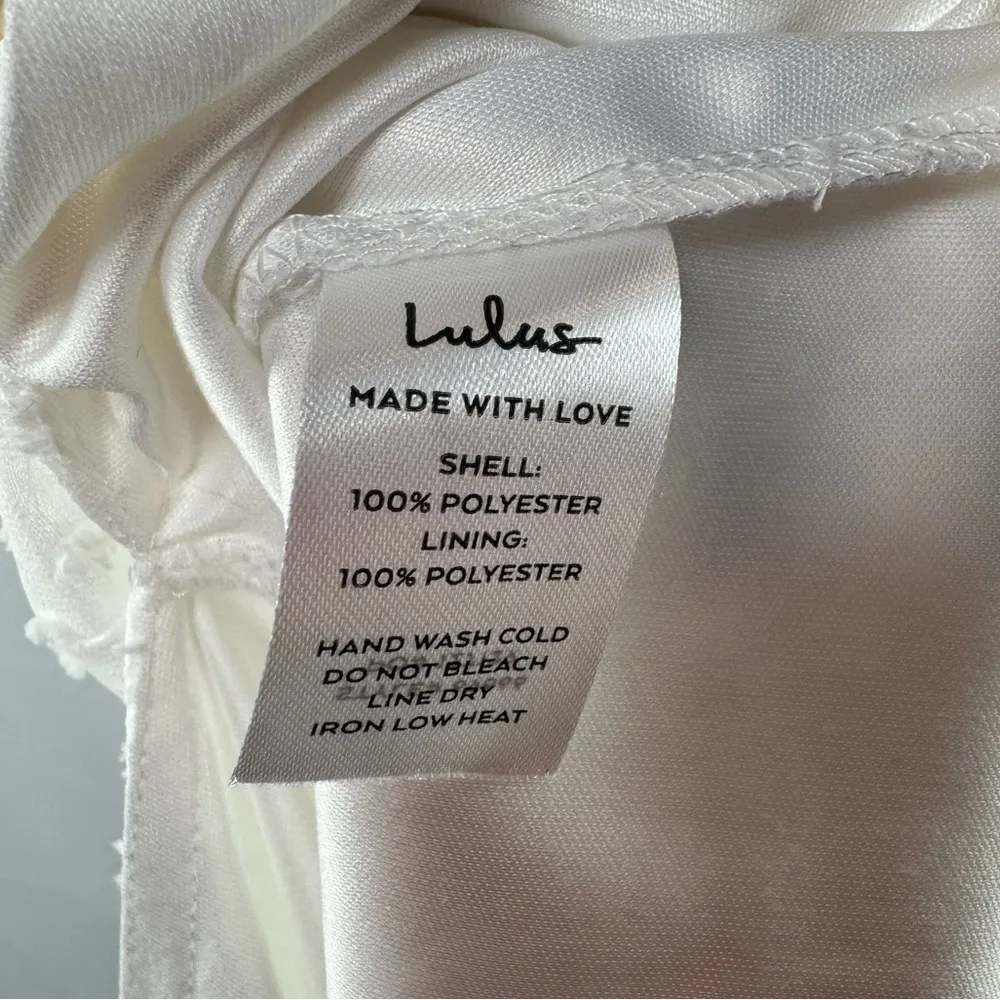 Lulus
MADE WITH LOVE
SHELL:
100% POLYESTER
LINING:
100% POLYESTER
HAND WASH COLD
DO NOT BLEACH
LINE DRY
IRON LOW HEAT